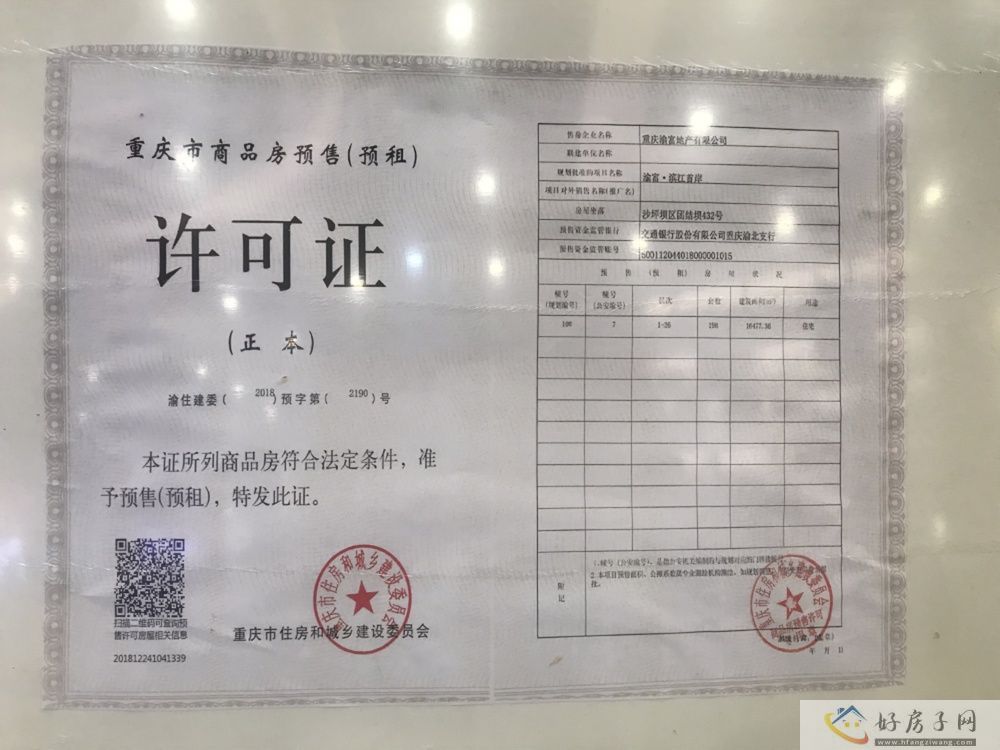 重庆市商品房预售(预租)
许可证
(正 本)
渝住建委( 2018 )预字第( 2190 )号
本证所列商品房符合法定条件,准
予预售(预租),特发此证。
扫描二维码可查询预
售许可房屋相关信息
201812241041339
重庆市住房和城乡建设委员会
重庆市住房和城乡建设委员会
售房企业名称 重庆渝富地产有限公司
联建单位名称
规划批准的项目名称 渝富·滨江首岸
项目对外销售名称(推广名)
房屋坐落 沙坪坝区团结坝432号
预售资金监管银行 交通银行股份有限公司重庆渝北支行
预售资金监管账号 500112044018000001015
预 售 (预 租) 房 屋 状 况
幢号(规划编号) 幢号(公安编号) 层次 套数 建筑面积(m²) 用途
10# 7 1-26 198 16477.36 住宅
附记
年 月 日
好房子网
www.hfangziwang.com